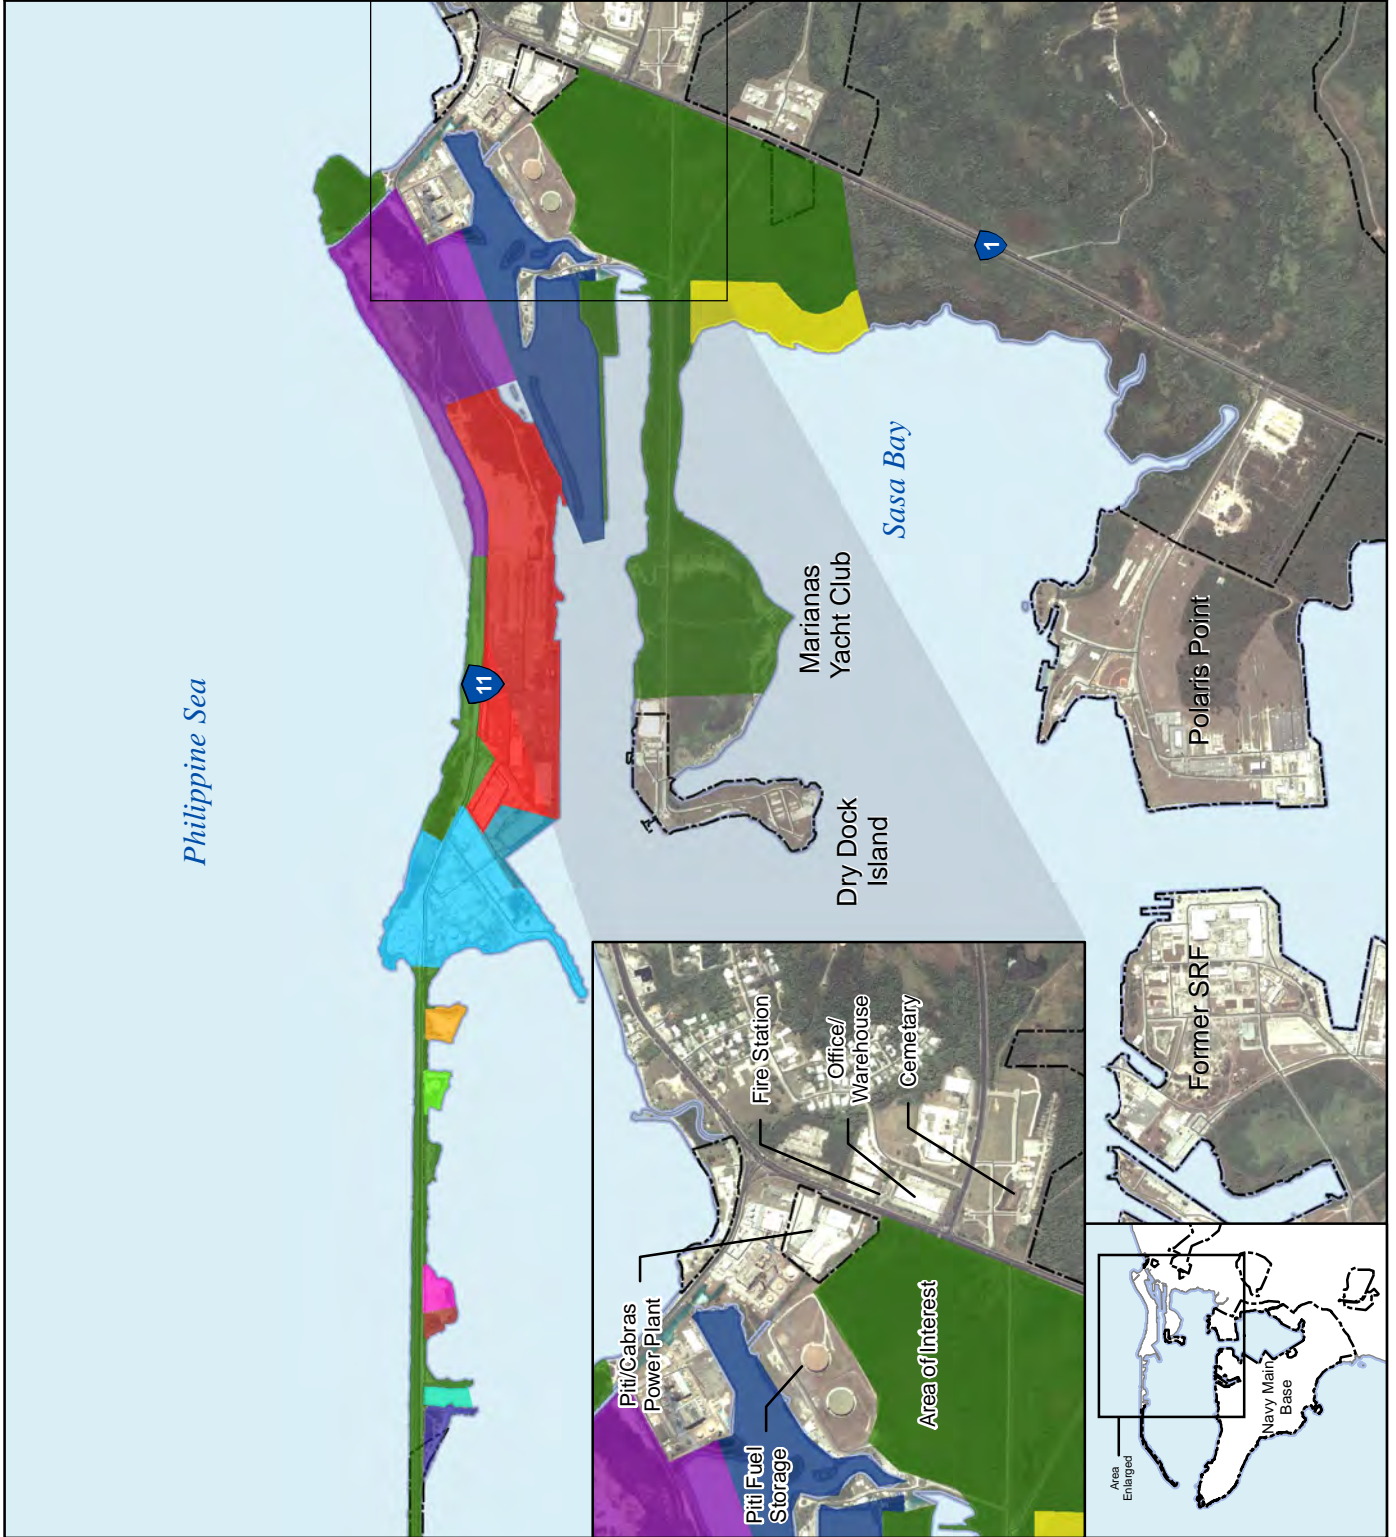 Philippine Sea
11
1
Sasa Bay
Marianas
Yacht Club
Dry Dock
Island
Polaris Point
Former SRF
Piti/Cabras
Power Plant
Piti Fuel
Storage
Area of Interest
Fire Station
Office/
Warehouse
Cemetary
Area
Enlarged
Navy Main
Base